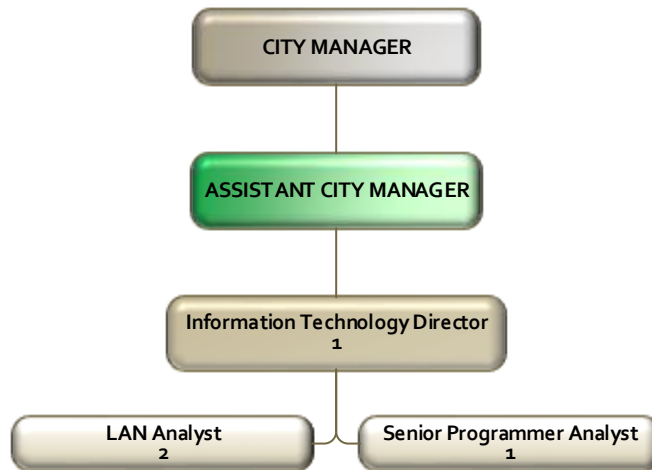 CITY MANAGER
ASSISTANT CITY MANAGER
Information Technology Director
1
LAN Analyst
2
Senior Programmer Analyst
1